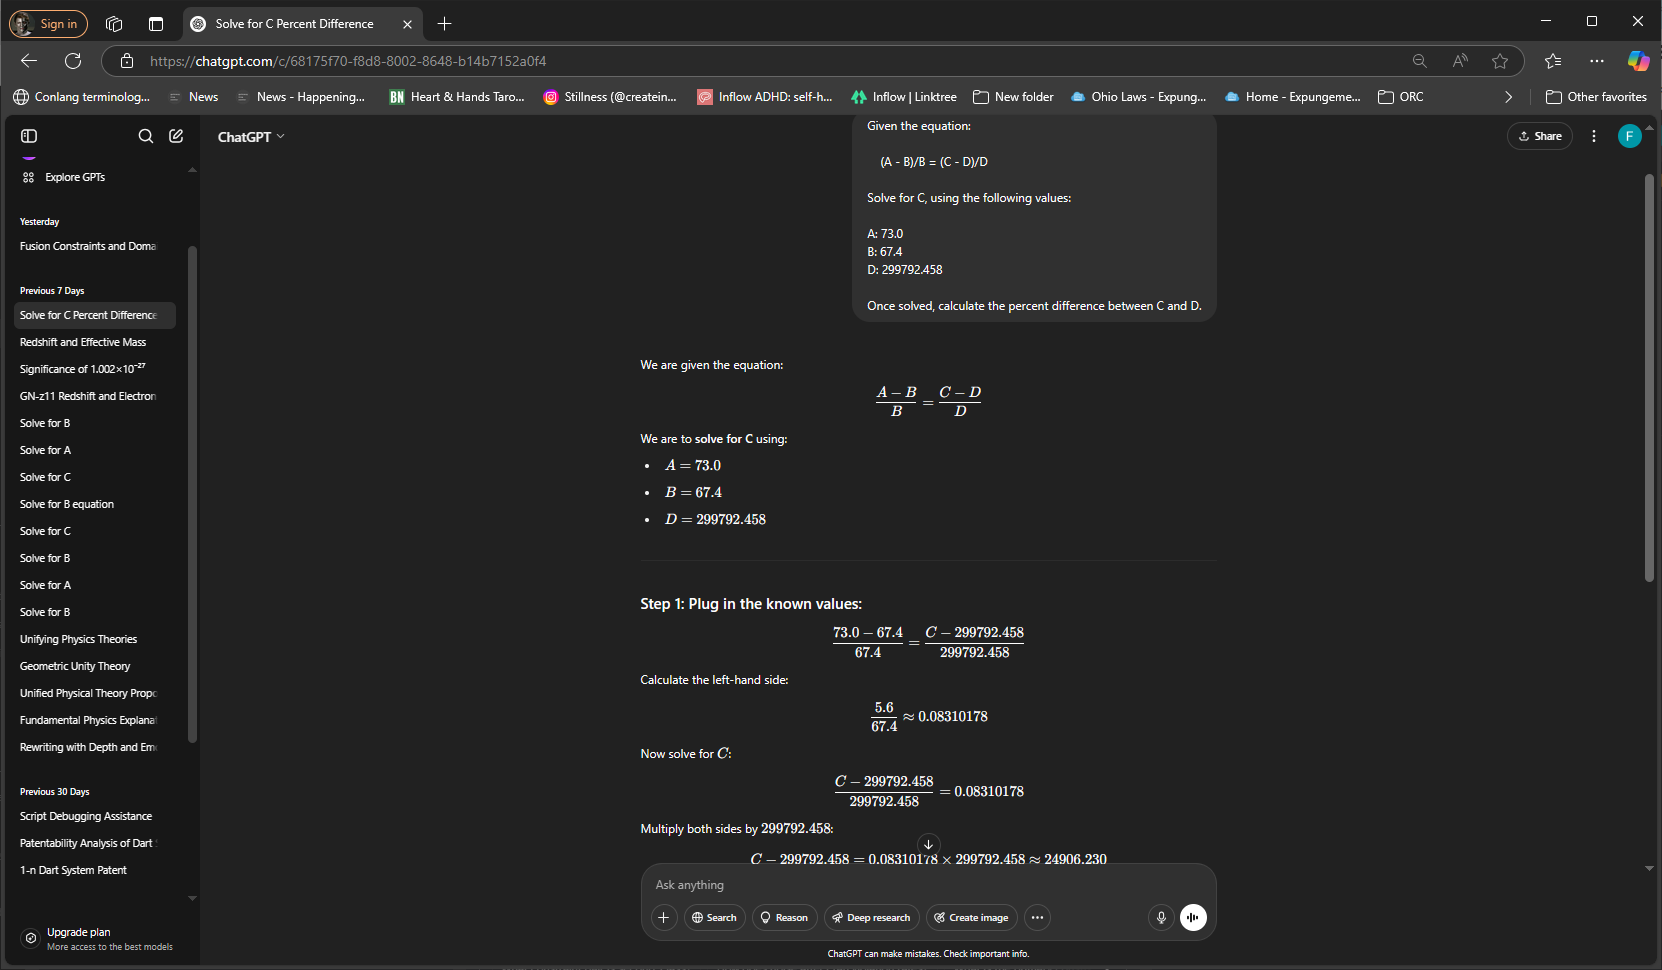 Sign in
Solve for C Percent Difference
https://chatgpt.com/c/68175f70-f8d8-8002-8648-b14b7152a0f4
Conlang terminolog...
News
News - Happening...
BN Heart & Hands Taro...
Stillness (@createin...
Inflow ADHD: self-h...
Inflow | Linktree
New folder
Ohio Laws - Expung...
Home - Expungeme...
ORC
Other favorites
ChatGPT
Share
F
Explore GPTs
Yesterday
Fusion Constraints and Doma
Previous 7 Days
Solve for C Percent Difference
Redshift and Effective Mass
Significance of 1.002×10⁻²⁷
GN-z11 Redshift and Electron
Solve for B
Solve for A
Solve for C
Solve for B equation
Solve for C
Solve for B
Solve for A
Solve for B
Unifying Physics Theories
Geometric Unity Theory
Unified Physical Theory Propo
Fundamental Physics Explanat
Rewriting with Depth and Emo
Previous 30 Days
Script Debugging Assistance
Patentability Analysis of Dart
1-n Dart System Patent
Upgrade plan
More access to the best models
Given the equation:
(A - B)/B = (C - D)/D
Solve for C, using the following values:
A: 73.0
B: 67.4
D: 299792.458
Once solved, calculate the percent difference between C and D.
We are given the equation:
(A − B)/B = (C − D)/D
We are to solve for C using:
• A = 73.0
• B = 67.4
• D = 299792.458
Step 1: Plug in the known values:
(73.0 − 67.4)/67.4 = (C − 299792.458)/299792.458
Calculate the left-hand side:
5.6/67.4 ≈ 0.08310178
Now solve for C:
(C − 299792.458)/299792.458 = 0.08310178
Multiply both sides by 299792.458:
C − 299792.458 = 0.08310178 × 299792.458 ≈ 24906.230
Ask anything
Search
Reason
Deep research
Create image
ChatGPT can make mistakes. Check important info.